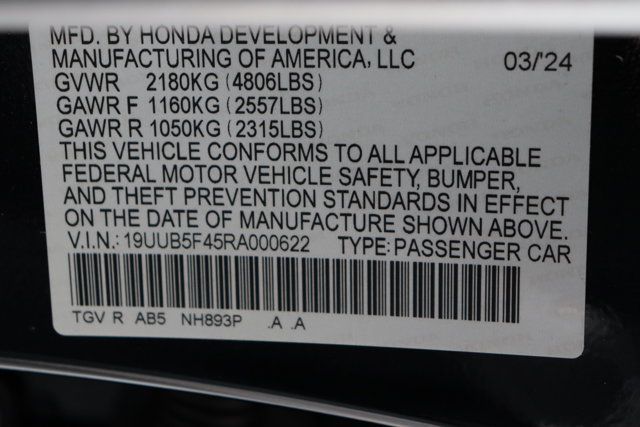 MFD. BY HONDA DEVELOPMENT &
MANUFACTURING OF AMERICA, LLC 03/'24
GVWR 2180KG (4806LBS)
GAWR F 1160KG (2557LBS)
GAWR R 1050KG (2315LBS)
THIS VEHICLE CONFORMS TO ALL APPLICABLE
FEDERAL MOTOR VEHICLE SAFETY, BUMPER,
AND THEFT PREVENTION STANDARDS IN EFFECT
ON THE DATE OF MANUFACTURE SHOWN ABOVE.
V.I.N.: 19UUB5F45RA000622 TYPE: PASSENGER CAR
TGV R AB5 NH893P .A .A